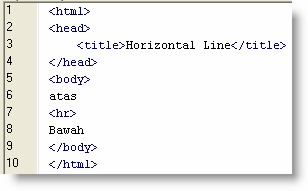 1 <html>
2 <head>
3 <title>Horizontal Line</title>
4 </head>
5 <body>
6 atas
7 <hr>
8 Bawah
9 </body>
10 </html>